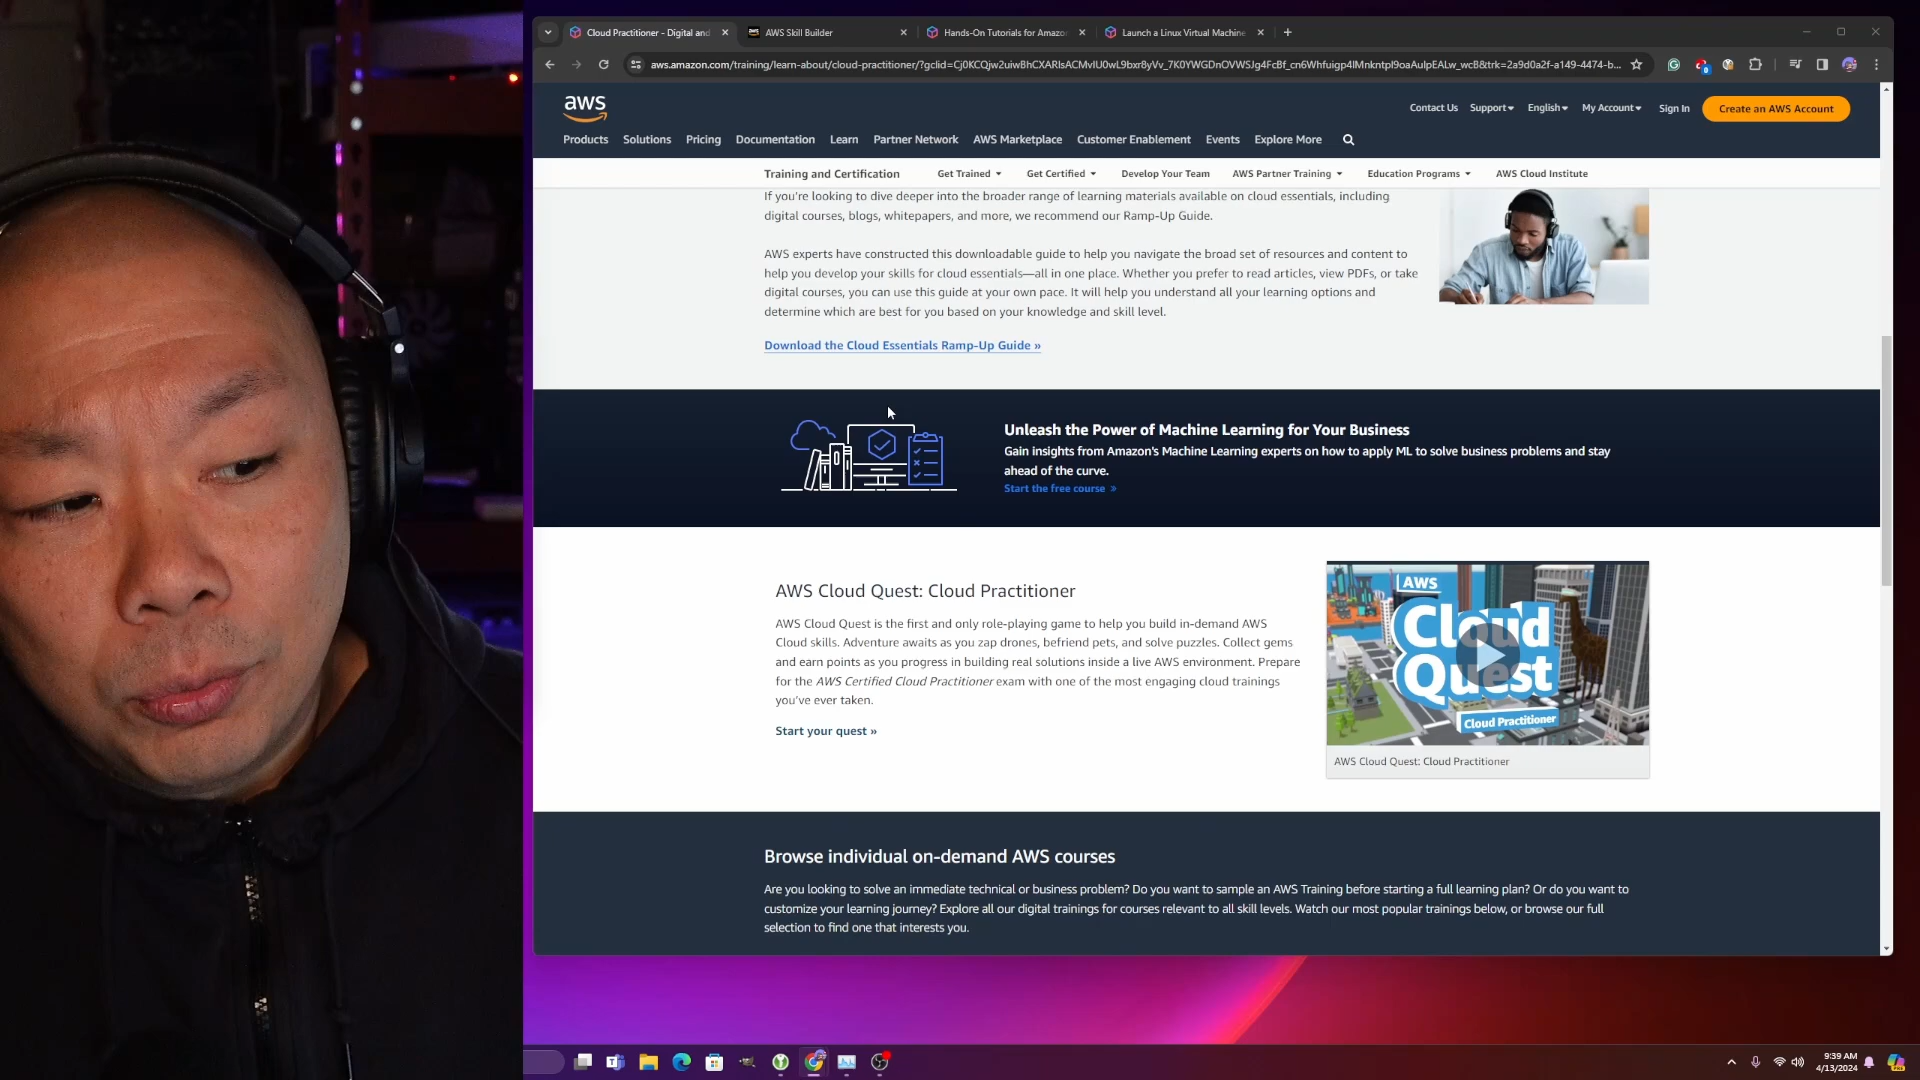 Cloud Practitioner - Digital and
AWS Skill Builder
Hands-On Tutorials for Amazon
Launch a Linux Virtual Machine
aws
Contact Us
Support
English
My Account
Sign In
Create an AWS Account
Products
Solutions
Pricing
Documentation
Learn
Partner Network
AWS Marketplace
Customer Enablement
Events
Explore More
Training and Certification
Get Trained
Get Certified
Develop Your Team
AWS Partner Training
Education Programs
AWS Cloud Institute
If you're looking to dive deeper into the broader range of learning materials available on cloud essentials, including
digital courses, blogs, whitepapers, and more, we recommend our Ramp-Up Guide.
AWS experts have constructed this downloadable guide to help you navigate the broad set of resources and content to
help you develop your skills for cloud essentials—all in one place. Whether you prefer to read articles, view PDFs, or take
digital courses, you can use this guide at your own pace. It will help you understand all your learning options and
determine which are best for you based on your knowledge and skill level.
Download the Cloud Essentials Ramp-Up Guide »
Unleash the Power of Machine Learning for Your Business
Gain insights from Amazon's Machine Learning experts on how to apply ML to solve business problems and stay
ahead of the curve.
Start the free course »
AWS Cloud Quest: Cloud Practitioner
AWS Cloud Quest is the first and only role-playing game to help you build in-demand AWS
Cloud skills. Adventure awaits as you zap drones, befriend pets, and solve puzzles. Collect gems
and earn points as you progress in building real solutions inside a live AWS environment. Prepare
for the AWS Certified Cloud Practitioner exam with one of the most engaging cloud trainings
you've ever taken.
Start your quest »
AWS
Cloud
Quest
Cloud Practitioner
AWS Cloud Quest: Cloud Practitioner
Browse individual on-demand AWS courses
Are you looking to solve an immediate technical or business problem? Do you want to sample an AWS Training before starting a full learning plan? Or do you want to
customize your learning journey? Explore all our digital trainings for courses relevant to all skill levels. Watch our most popular trainings below, or browse our full
selection to find one that interests you.
9:39 AM
4/13/2024